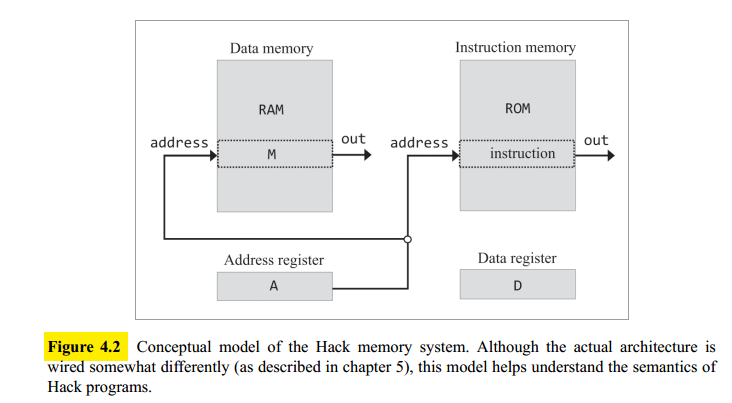 Data memory
Instruction memory
RAM
ROM
address
out
address
out
M
instruction
Address register
Data register
A
D
Figure 4.2 Conceptual model of the Hack memory system. Although the actual architecture is
wired somewhat differently (as described in chapter 5), this model helps understand the semantics of
Hack programs.